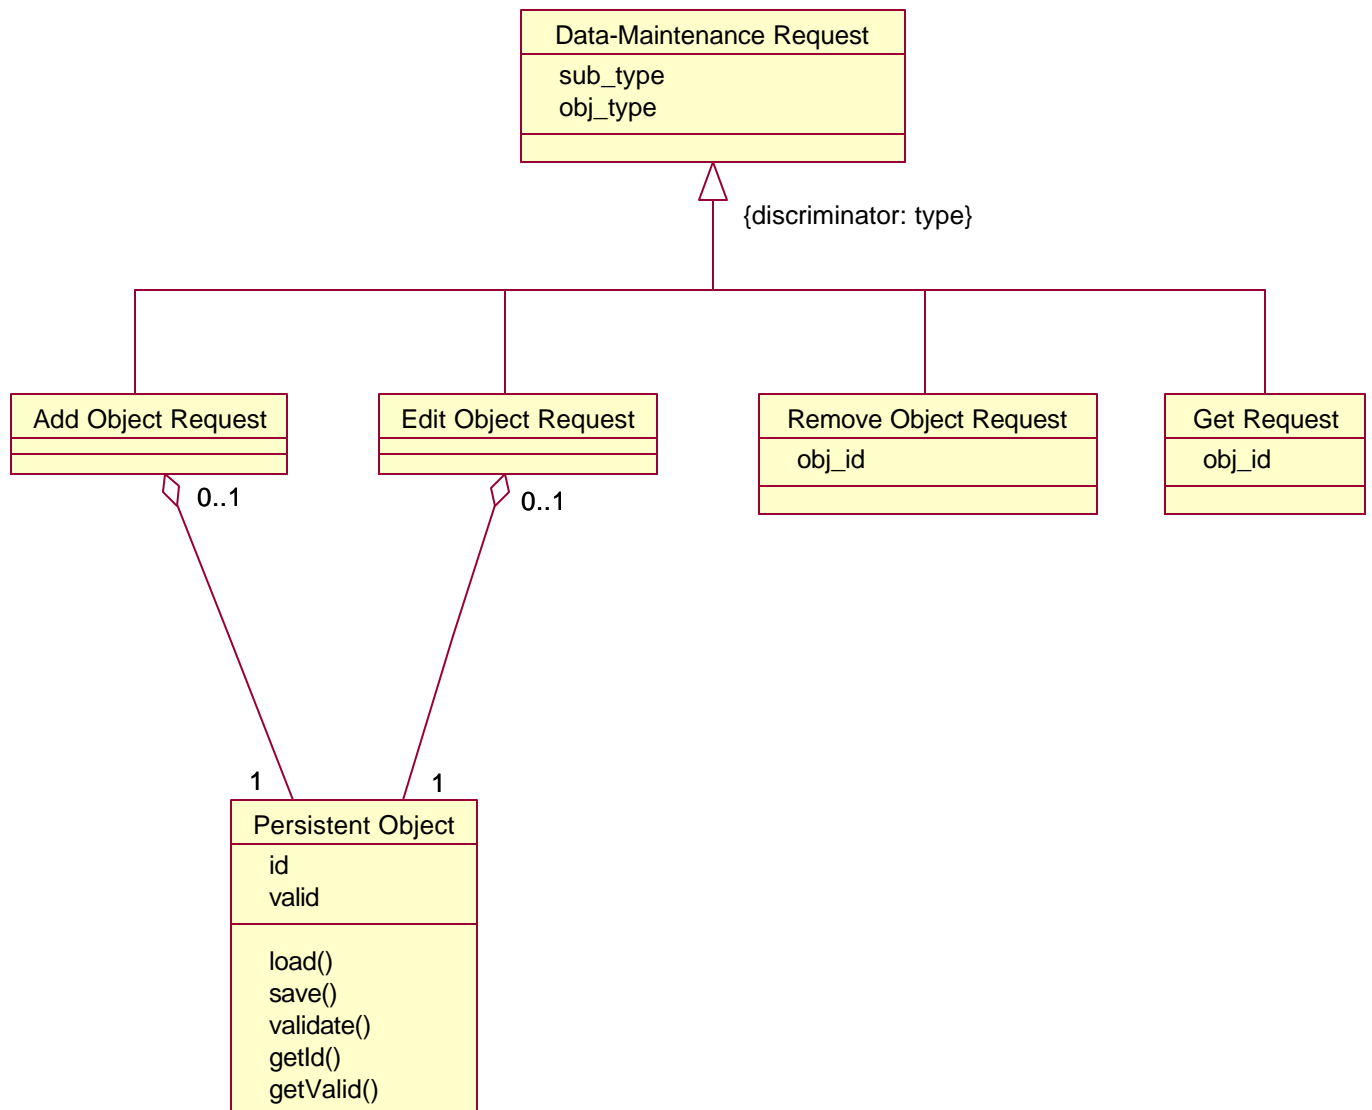 Data-Maintenance Request
sub_type
obj_type
{discriminator: type}
Add Object Request
Edit Object Request
Remove Object Request
obj_id
Get Request
obj_id
0..1
0..1
1
1
Persistent Object
id
valid
load()
save()
validate()
getId()
getValid()